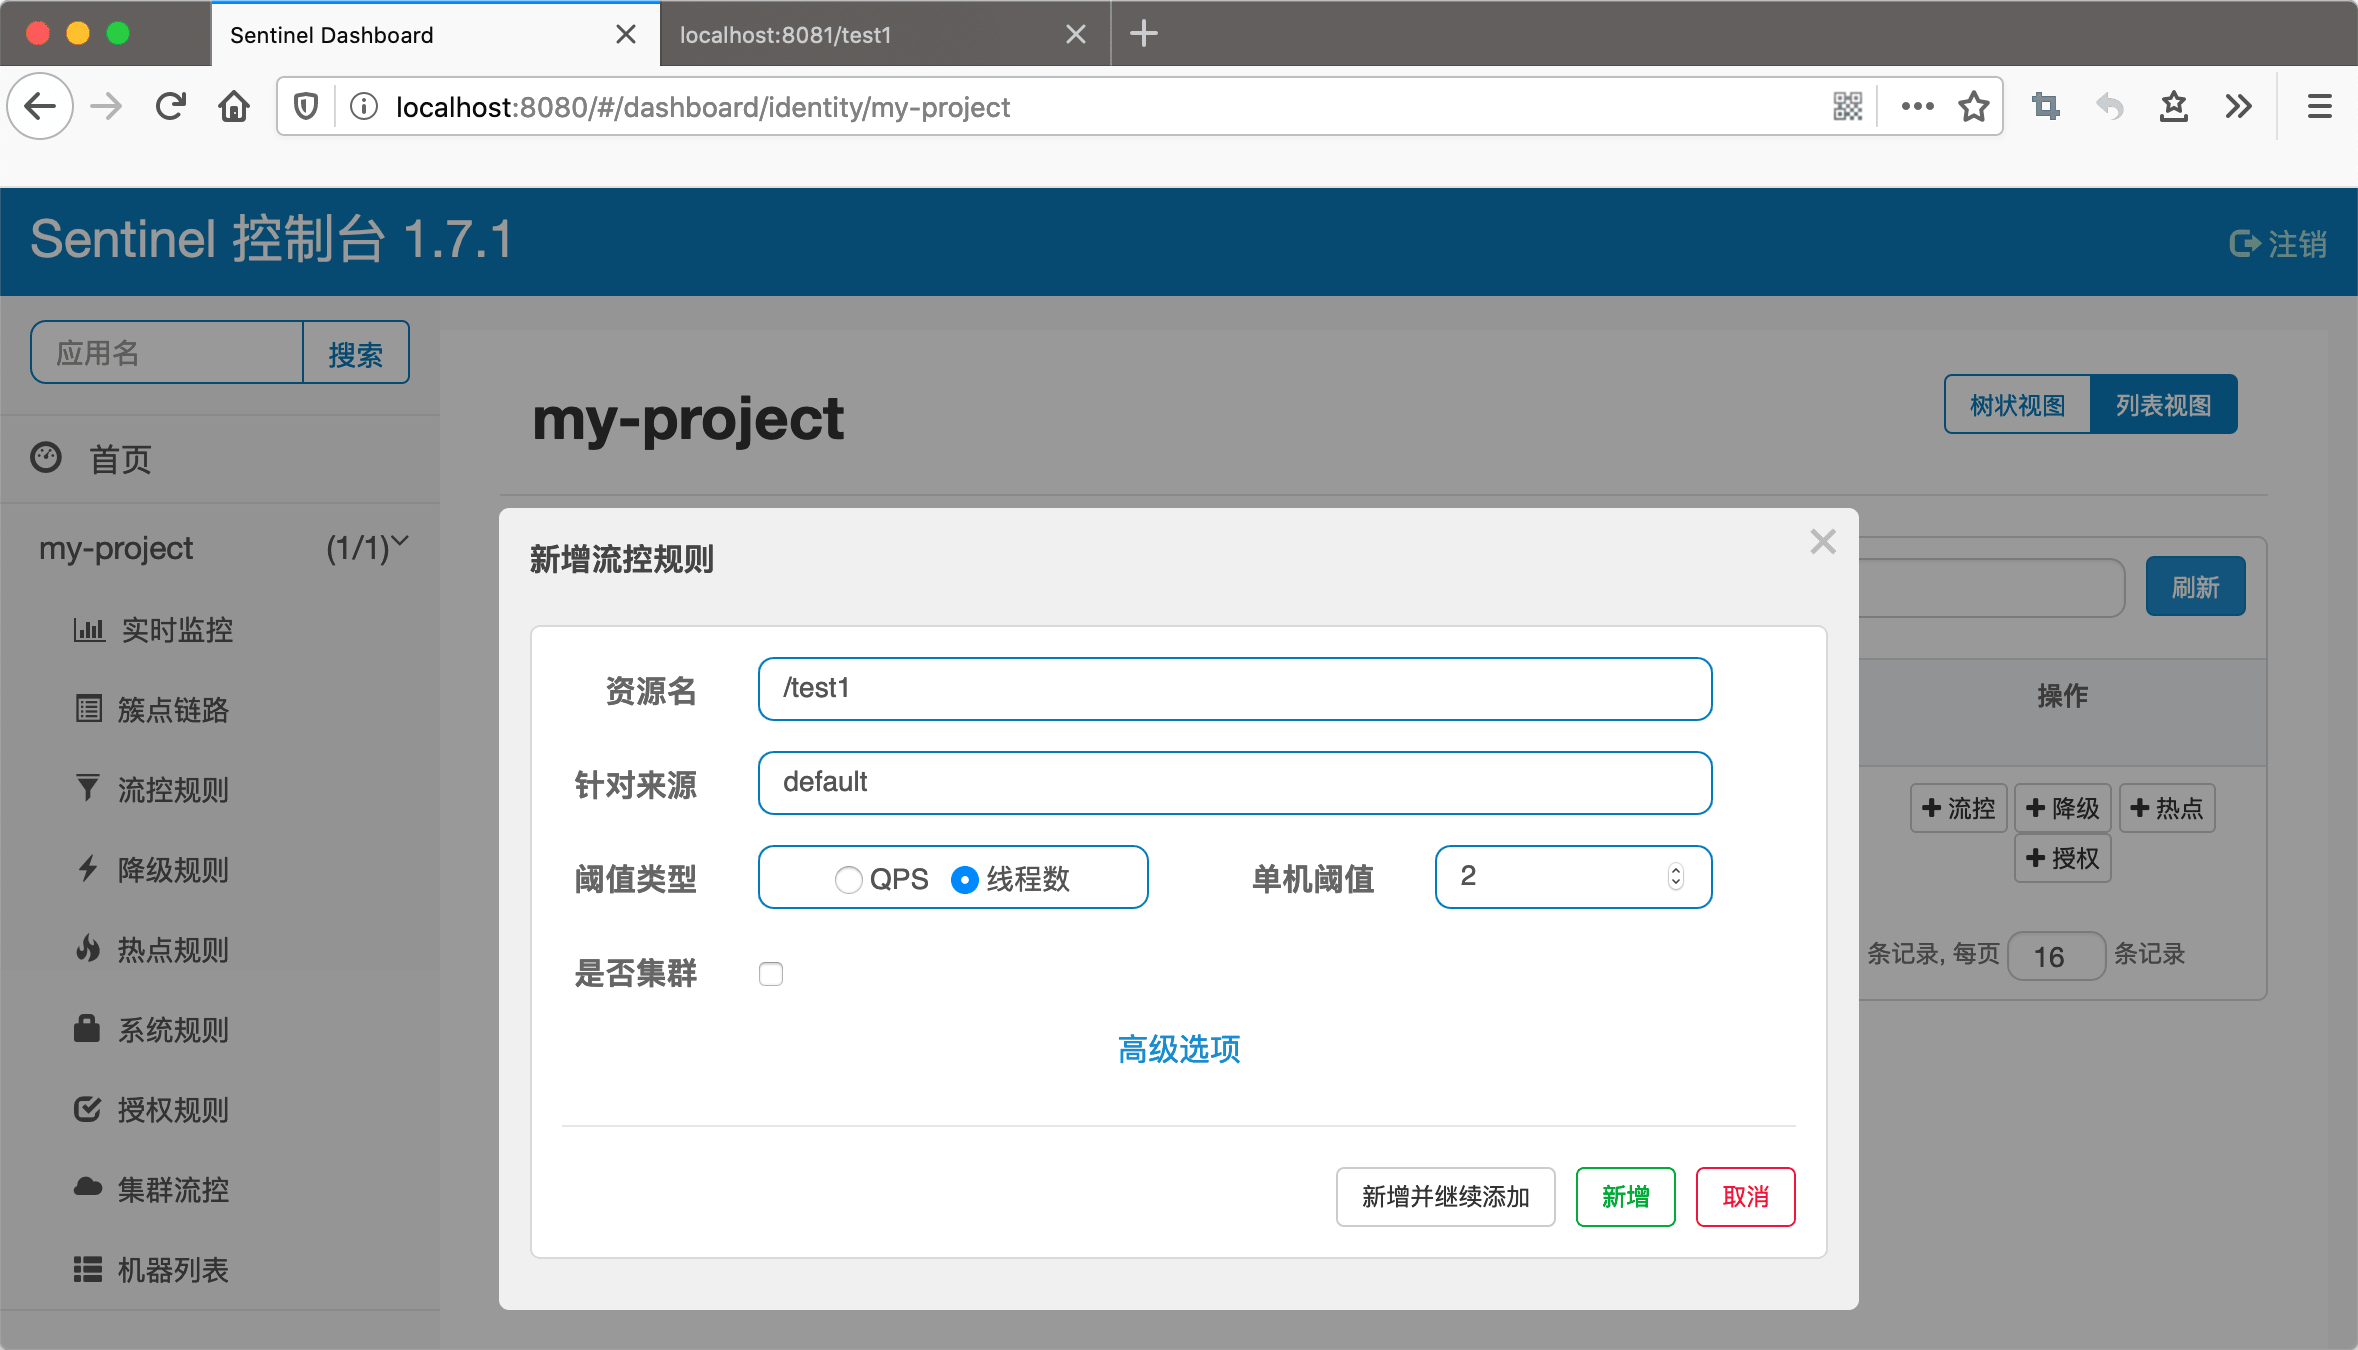 Sentinel Dashboard
localhost:8081/test1
localhost:8080/#/dashboard/identity/my-project
Sentinel 控制台 1.7.1
注销
应用名
搜索
首页
my-project (1/1)
实时监控
簇点链路
流控规则
降级规则
热点规则
系统规则
授权规则
集群流控
机器列表
my-project
树状视图 列表视图
刷新
操作
流控 降级 热点
授权
条记录, 每页 16 条记录
新增流控规则
资源名 /test1
针对来源 default
阈值类型 QPS 线程数 单机阈值 2
是否集群
高级选项
新增并继续添加 新增 取消